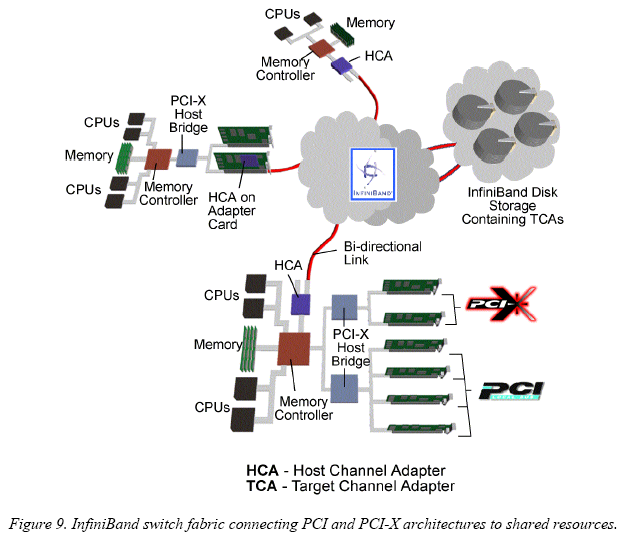 CPUs
Memory
HCA
Memory
Controller
PCI-X
Host
Bridge
CPUs
Memory
CPUs
Memory
Controller
HCA on
Adapter
Card
INFINIBAND
InfiniBand Disk
Storage
Containing TCAs
Bi-directional
Link
HCA
CPUs
Memory
CPUs
Memory
Controller
PCI-X
Host
Bridge
PCI-X
PCI
HCA - Host Channel Adapter
TCA - Target Channel Adapter
Figure 9. InfiniBand switch fabric connecting PCI and PCI-X architectures to shared resources.